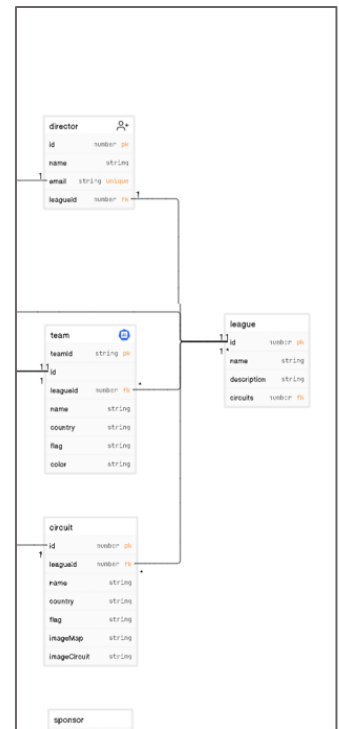 director
id number pk
name string
1
email string unique
1
leagueId number fk
league
1 1
id number pk
1 *
name string
description string
circuits number fk
team
teamId string pk
1 1
id
1
*
leagueId number fk
name string
country string
flag string
color string
circuit
id number pk
1
leagueId number fk
*
name string
country string
flag string
imageMap string
imageCircuit string
sponsor